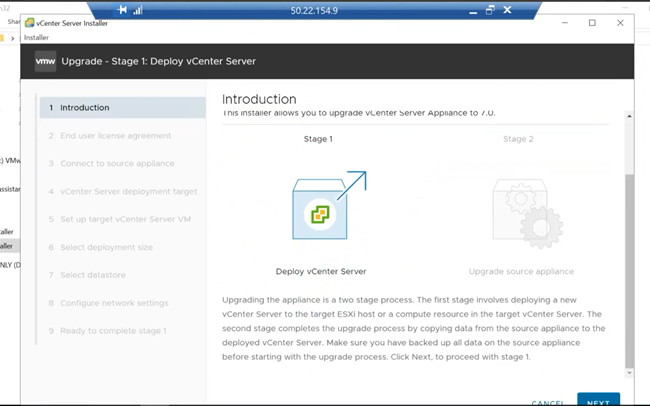 50.22.154.9
vCenter Server Installer
Installer
vmw Upgrade - Stage 1: Deploy vCenter Server
1 Introduction
2 End user license agreement
3 Connect to source appliance
4 vCenter Server deployment target
5 Set up target vCenter Server VM
6 Select deployment size
7 Select datastore
8 Configure network settings
9 Ready to complete stage 1
Introduction
This installer allows you to upgrade vCenter Server Appliance to 7.0.
Stage 1
Stage 2
Deploy vCenter Server
Upgrade source appliance
Upgrading the appliance is a two stage process. The first stage involves deploying a new
vCenter Server to the target ESXi host or a compute resource in the target vCenter Server. The
second stage completes the upgrade process by copying data from the source appliance to the
deployed vCenter Server. Make sure you have backed up all data on the source appliance
before starting with the upgrade process. Click Next, to proceed with stage 1.
CANCEL
NEXT